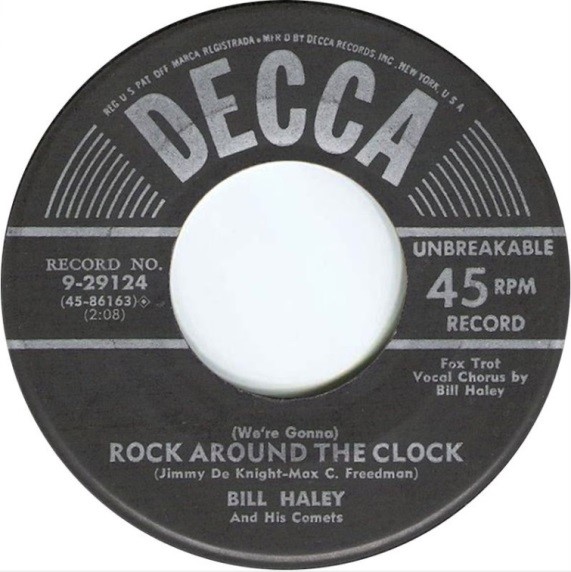 REG U S PAT OFF MARCA REGISTRADA • MFR D BY DECCA RECORDS, INC., NEW YORK, U S A
DECCA
RECORD NO.
9-29124
(45-86163)
(2:08)
UNBREAKABLE
45 RPM
RECORD
Fox Trot
Vocal Chorus by
Bill Haley
(We're Gonna)
ROCK AROUND THE CLOCK
(Jimmy De Knight-Max C. Freedman)
BILL HALEY
And His Comets